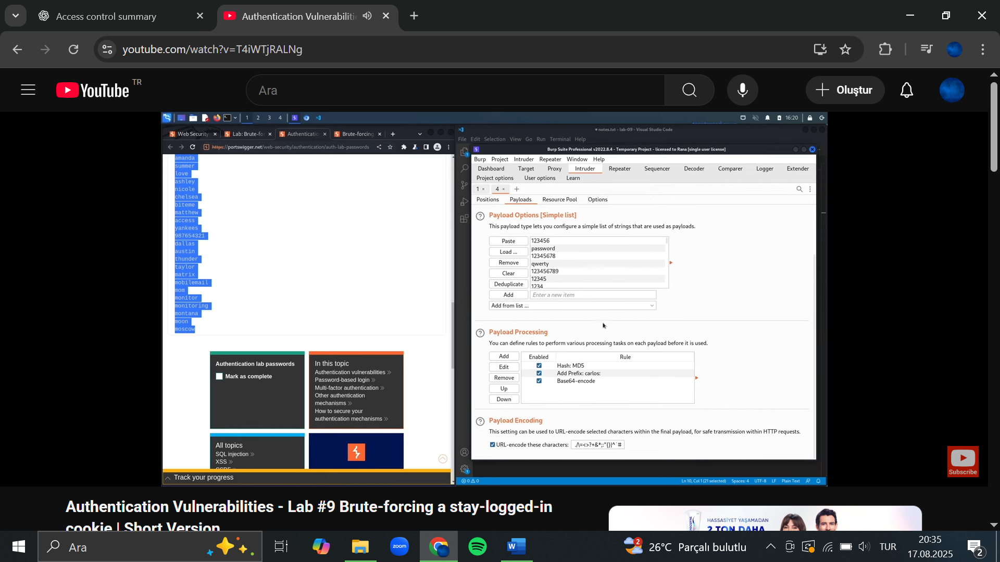 Access control summary
Authentication Vulnerabiliti
youtube.com/watch?v=T4iWTjRALNg
YouTube TR
Ara
Oluştur
1 2 3 4
16:20
Web Security
Lab: Brute-fo
Authenticatio
Brute-forcing
https://portswigger.net/web-security/authentication/auth-lab-passwords
amanda
summer
love
ashley
nicole
chelsea
biteme
matthew
access
yankees
987654321
dallas
austin
thunder
taylor
matrix
mobilemail
mom
monitor
monitoring
montana
moon
moscow
Authentication lab passwords
Mark as complete
In this topic
Authentication vulnerabilities »
Password-based login »
Multi-factor authentication »
Other authentication
mechanisms »
How to secure your
authentication mechanisms »
All topics
SQL injection »
XSS »
CSRF »
Track your progress
notes.txt - lab-09 - Visual Studio Code
File Edit Selection View Go Run Terminal Help
Burp Suite Professional v2022.8.4 - Temporary Project - licensed to Rana [single user license]
Burp Project Intruder Repeater Window Help
Dashboard Target Proxy Intruder Repeater Sequencer Decoder Comparer Logger Extender
Project options User options Learn
1 × 4 × +
Positions Payloads Resource Pool Options
Payload Options [Simple list]
This payload type lets you configure a simple list of strings that are used as payloads.
Paste
Load ...
Remove
Clear
Deduplicate
Add
123456
password
12345678
qwerty
123456789
12345
1234
Enter a new item
Add from list ...
Payload Processing
You can define rules to perform various processing tasks on each payload before it is used.
Add
Edit
Remove
Up
Down
Enabled Rule
Hash: MD5
Add Prefix: carlos:
Base64-encode
Payload Encoding
This setting can be used to URL-encode selected characters within the final payload, for safe transmission within HTTP requests.
URL-encode these characters: ./\=<>?+&*;:"{}|^`#
0 0
Ln 10, Col 1 (21 selected) Spaces: 4 UTF-8 LF Plain Text
Subscribe
Authentication Vulnerabilities - Lab #9 Brute-forcing a stay-logged-in
cookie | Short Version
HASSASİYET YAŞAMADAN
2 TON DAHA
Ara
zoom
26°C Parçalı bulutlu
TUR
20:35
17.08.2025
2